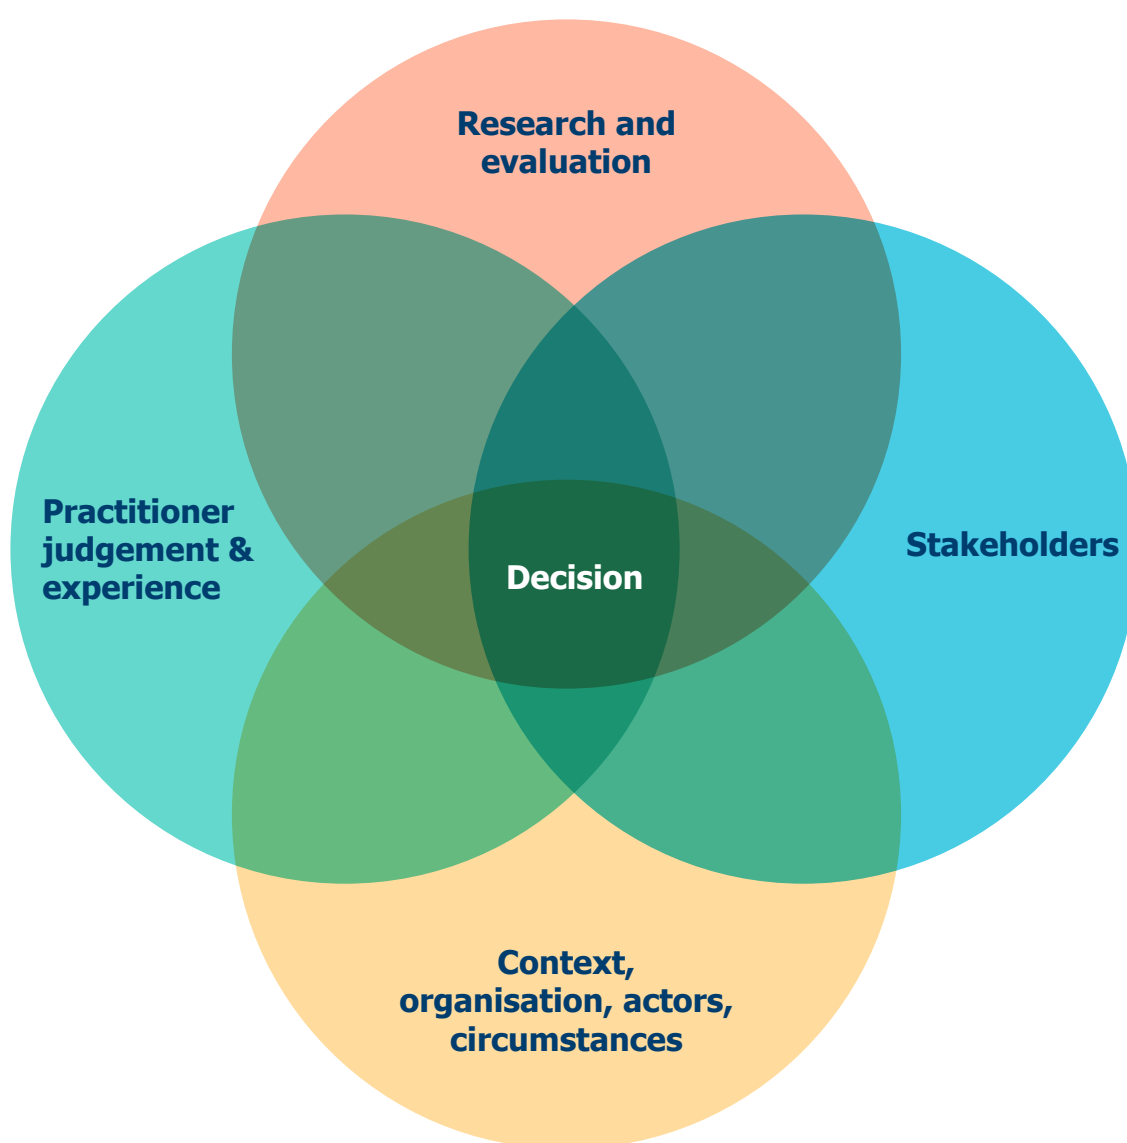 Research and
evaluation
Practitioner
judgement &
experience
Stakeholders
Decision
Context,
organisation, actors,
circumstances